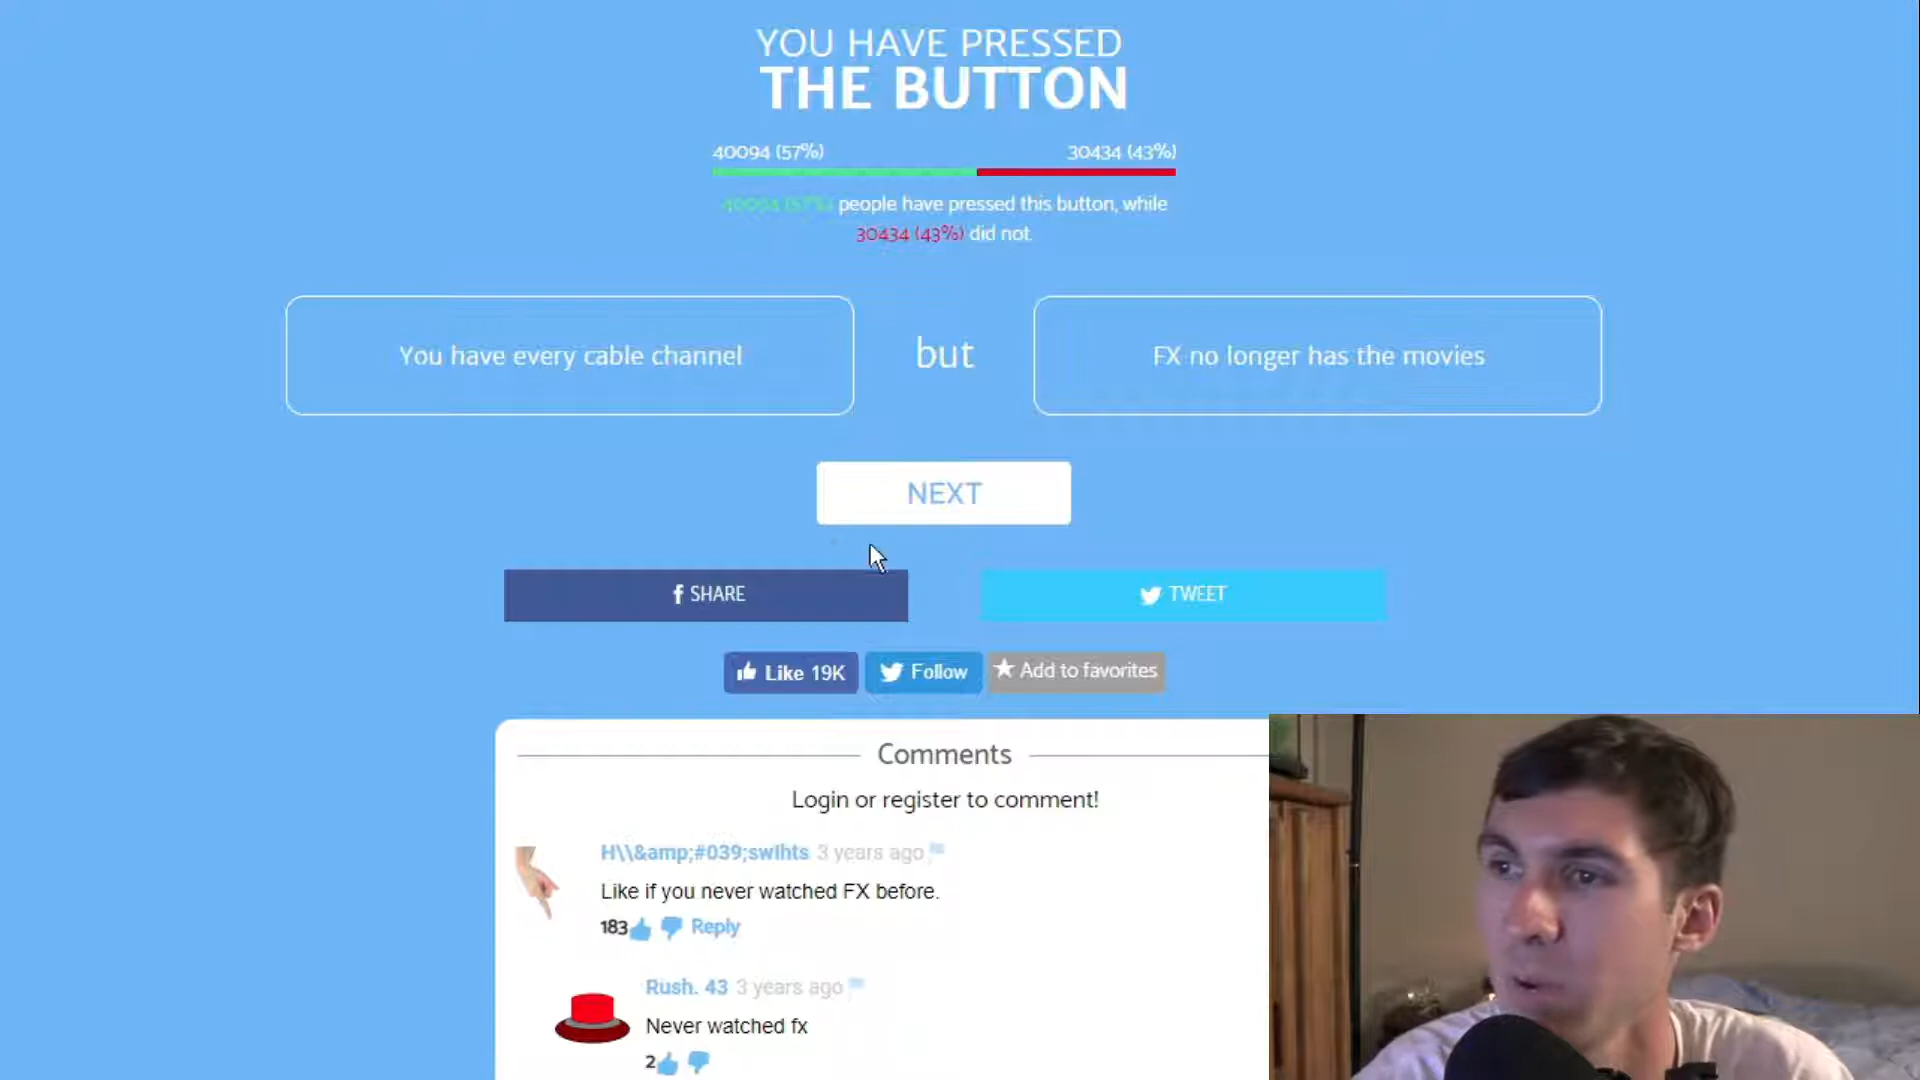 YOU HAVE PRESSED
THE BUTTON
40094 (57%)
30434 (43%)
40094 (57%) people have pressed this button, while
30434 (43%) did not.
You have every cable channel
but
FX no longer has the movies
NEXT
SHARE
TWEET
Like 19K
Follow
Add to favorites
Comments
Login or register to comment!
H\\&amp;#039;swlhts 3 years ago
Like if you never watched FX before.
183 Reply
Rush. 43 3 years ago
Never watched fx
2